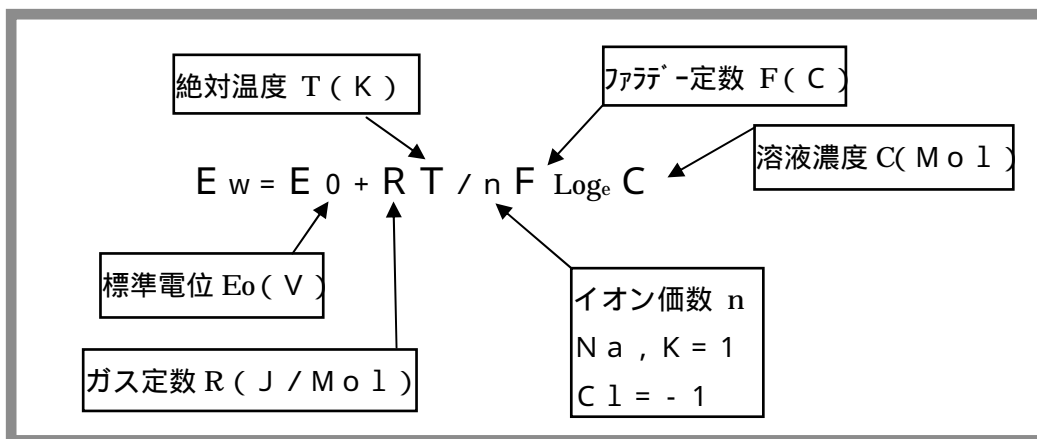 絶対温度 T(K)
ﾌｧﾗﾃﾞｰ定数 F(C)
溶液濃度 C(Mol)
Ew=E0+RT/nF Logₑ C
標準電位 Eo(V)
イオン価数 n
Na,K=1
Cl=-1
ガス定数 R(J/Mol)